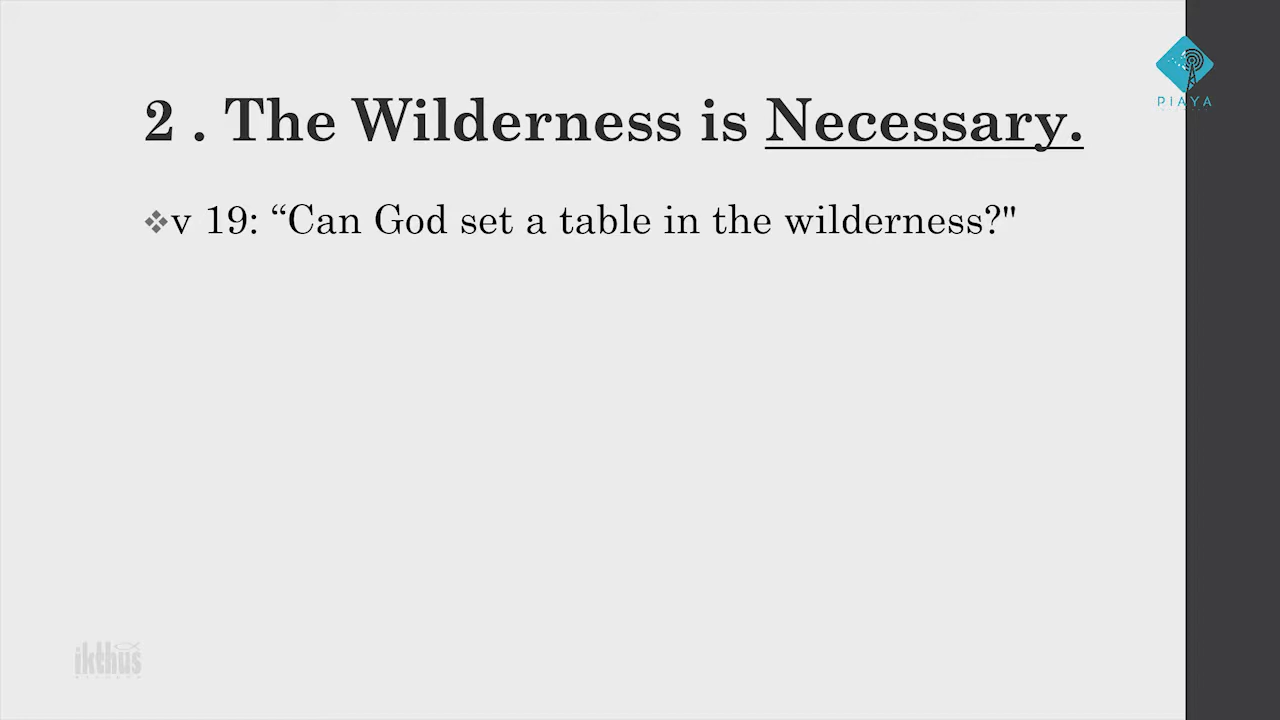 2 . The Wilderness is Necessary.
PIAYA
v 19: “Can God set a table in the wilderness?"
ikthus